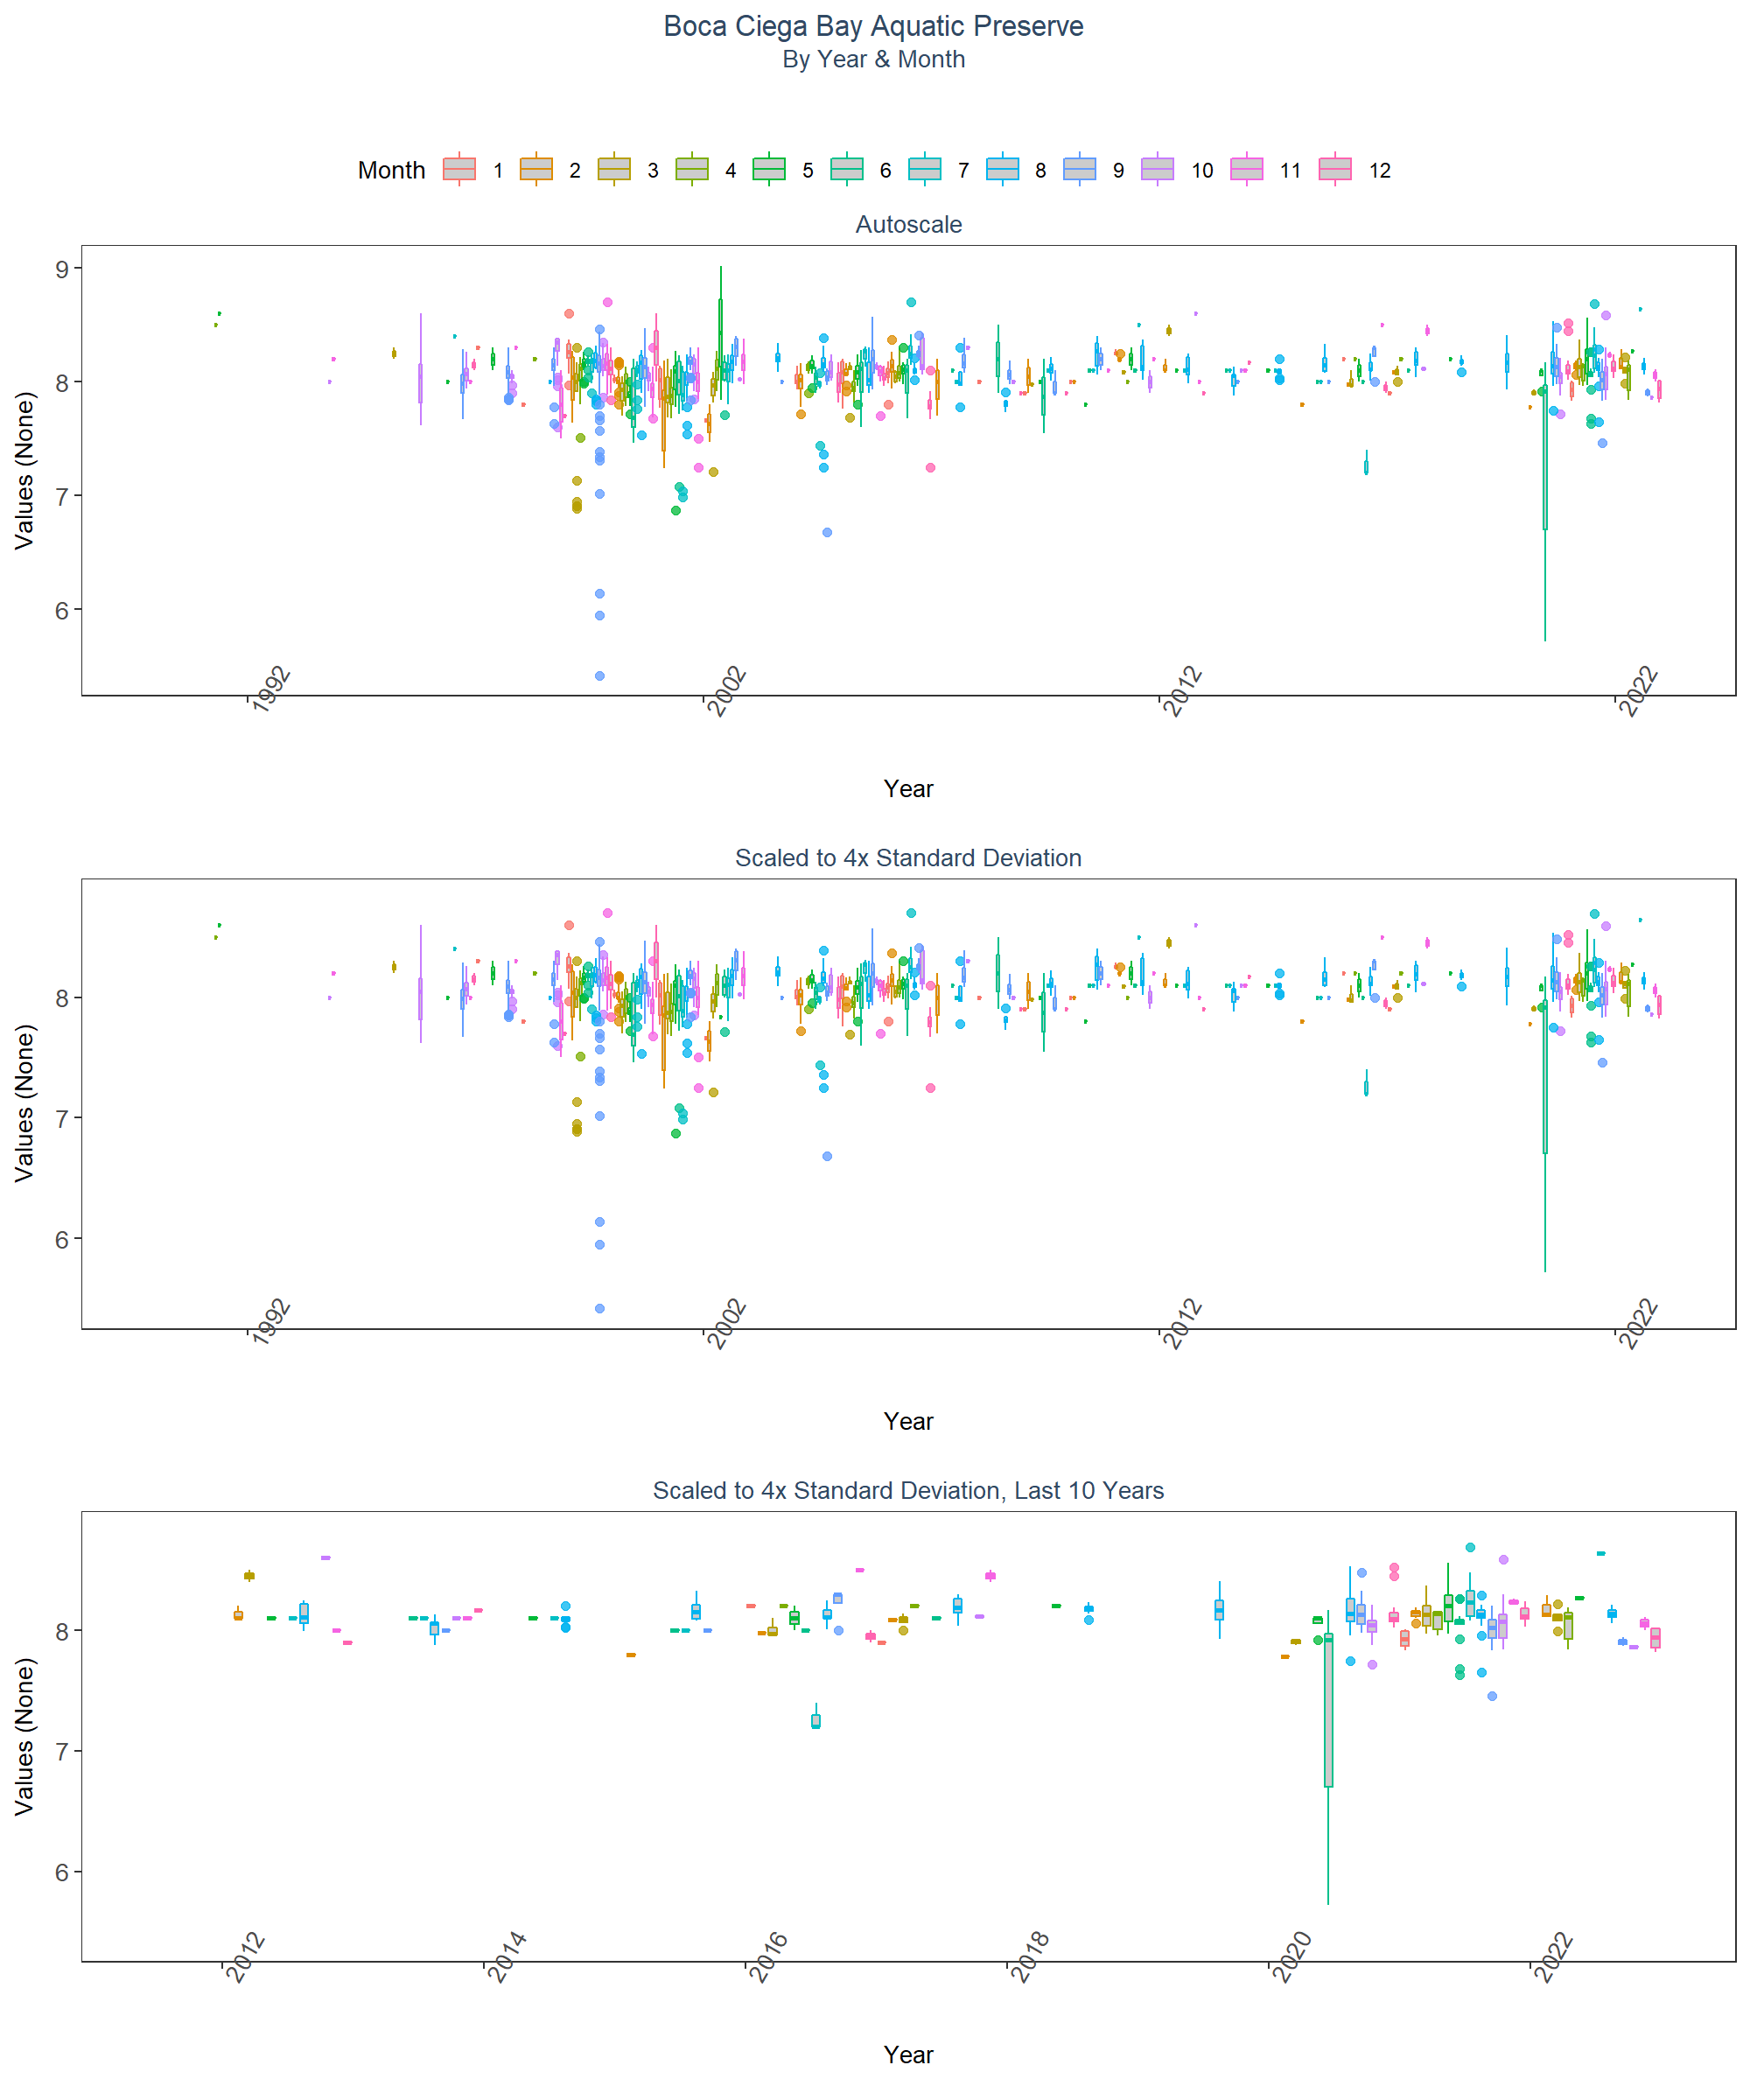 Boca Ciega Bay Aquatic Preserve
By Year & Month
Month 1 2 3 4 5 6 7 8 9 10 11 12
Autoscale
Values (None)
9
8
7
6
1992 2002 2012 2022
Year
Scaled to 4x Standard Deviation
Values (None)
8
7
6
1992 2002 2012 2022
Year
Scaled to 4x Standard Deviation, Last 10 Years
Values (None)
8
7
6
2012 2014 2016 2018 2020 2022
Year